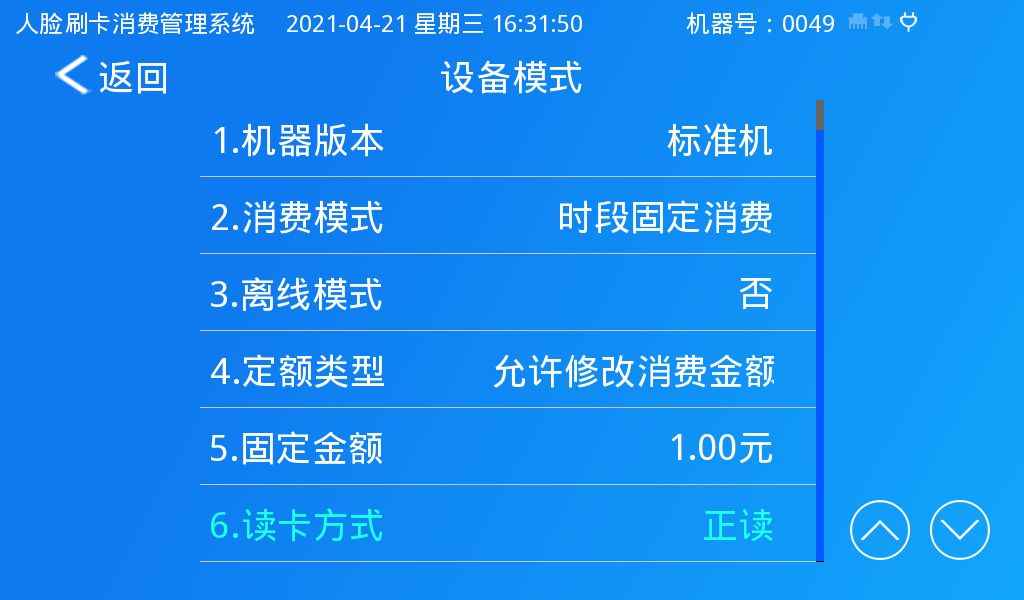 人脸刷卡消费管理系统 2021-04-21 星期三 16:31:50 机器号：0049
返回 设备模式
1.机器版本 标准机
2.消费模式 时段固定消费
3.离线模式 否
4.定额类型 允许修改消费金额
5.固定金额 1.00元
6.读卡方式 正读